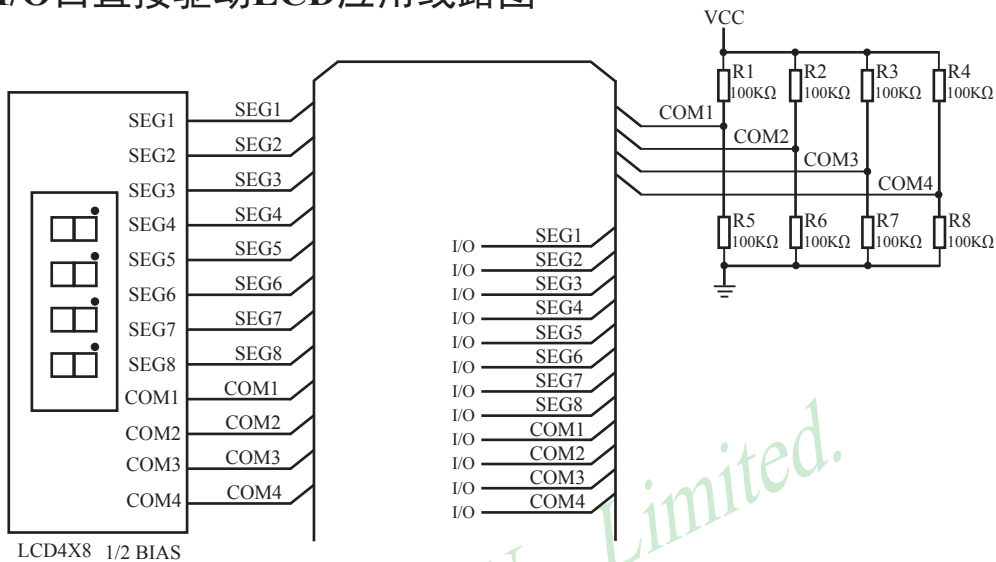 I/O口直接驱动LCD应用线路图
VCC
R1
100KΩ
R2
100KΩ
R3
100KΩ
R4
100KΩ
COM1
COM2
COM3
COM4
R5
100KΩ
R6
100KΩ
R7
100KΩ
R8
100KΩ
SEG1 SEG1
SEG2 SEG2
SEG3 SEG3
SEG4 SEG4
SEG5 SEG5
SEG6 SEG6
SEG7 SEG7
SEG8 SEG8
COM1 COM1
COM2 COM2
COM3 COM3
COM4 COM4
I/O SEG1
I/O SEG2
I/O SEG3
I/O SEG4
I/O SEG5
I/O SEG6
I/O SEG7
I/O SEG8
I/O COM1
I/O COM2
I/O COM3
I/O COM4
LCD4X8 1/2 BIAS
Limited.